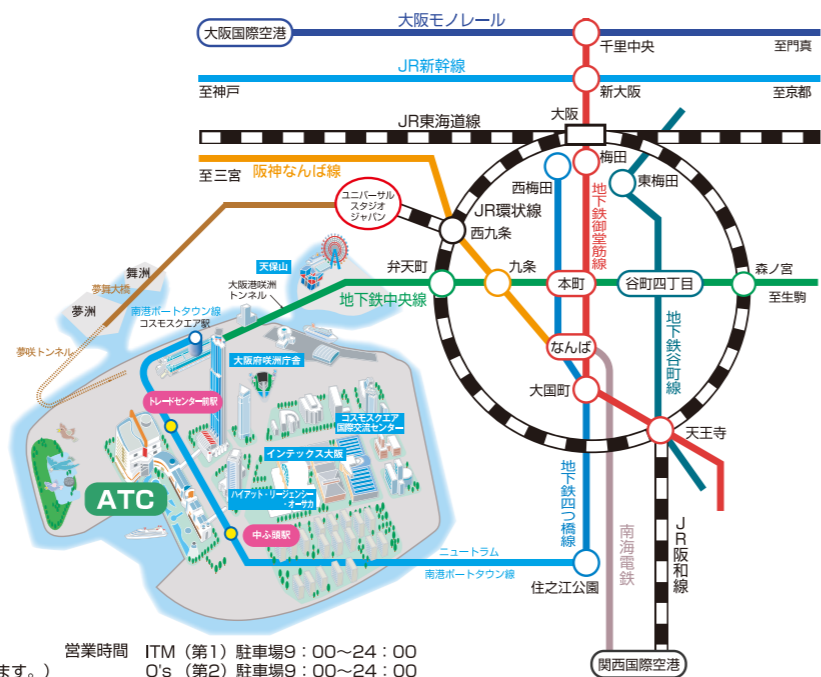 大阪モノレール
大阪国際空港
千里中央
至門真
JR新幹線
至神戸
新大阪
至京都
大阪
JR東海道線
梅田
至三宮
阪神なんば線
西梅田
東梅田
ユニバーサル
スタジオ
ジャパン
JR環状線
西九条
地下鉄御堂筋線
天保山
弁天町
九条
本町
谷町四丁目
森ノ宮
舞洲
夢舞大橋
大阪港咲洲
トンネル
地下鉄中央線
至生駒
夢洲
南港ポートタウン線
コスモスクエア駅
地下鉄谷町線
なんば
夢咲トンネル
大阪府咲洲庁舎
トレードセンター前駅
大国町
コスモスクエア
国際交流センター
天王寺
インテックス大阪
ATC
ハイアット・リージェンシー
・オーサカ
地下鉄四つ橋線
中ふ頭駅
南海電鉄
JR阪和線
ニュートラム
南港ポートタウン線
住之江公園
関西国際空港
営業時間 ITM（第1）駐車場9：00〜24：00
ます。） O's（第2）駐車場9：00〜24：00